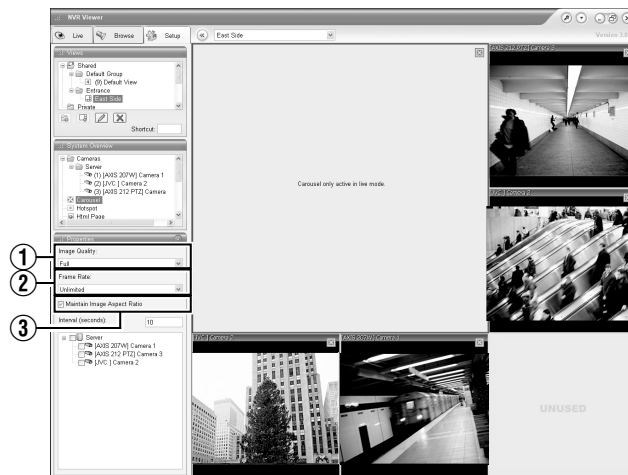 NVR Viewer
Live
Browse
Setup
East Side
Version 3.6
Views
Shared
Default Group
(9) Default View
Entrance
East Side
Private
Shortcut:
System Overview
Cameras
Server
(1) [AXIS 207W] Camera 1
(2) [JVC ] Camera 2
(3) [AXIS 212 PTZ] Camera
Carousel
Hotspot
Html Page
Properties
1
Image Quality:
Full
2
Frame Rate:
Unlimited
Maintain Image Aspect Ratio
3
Interval (seconds):
10
Server
[AXIS 207W] Camera 1
[AXIS 212 PTZ] Camera 3
[JVC ] Camera 2
Carousel only active in live mode.
[AXIS 212 PTZ] Camera 3
[JVC ] Camera 2
[JVC ] Camera 2
[AXIS 207W] Camera 1
UNUSED